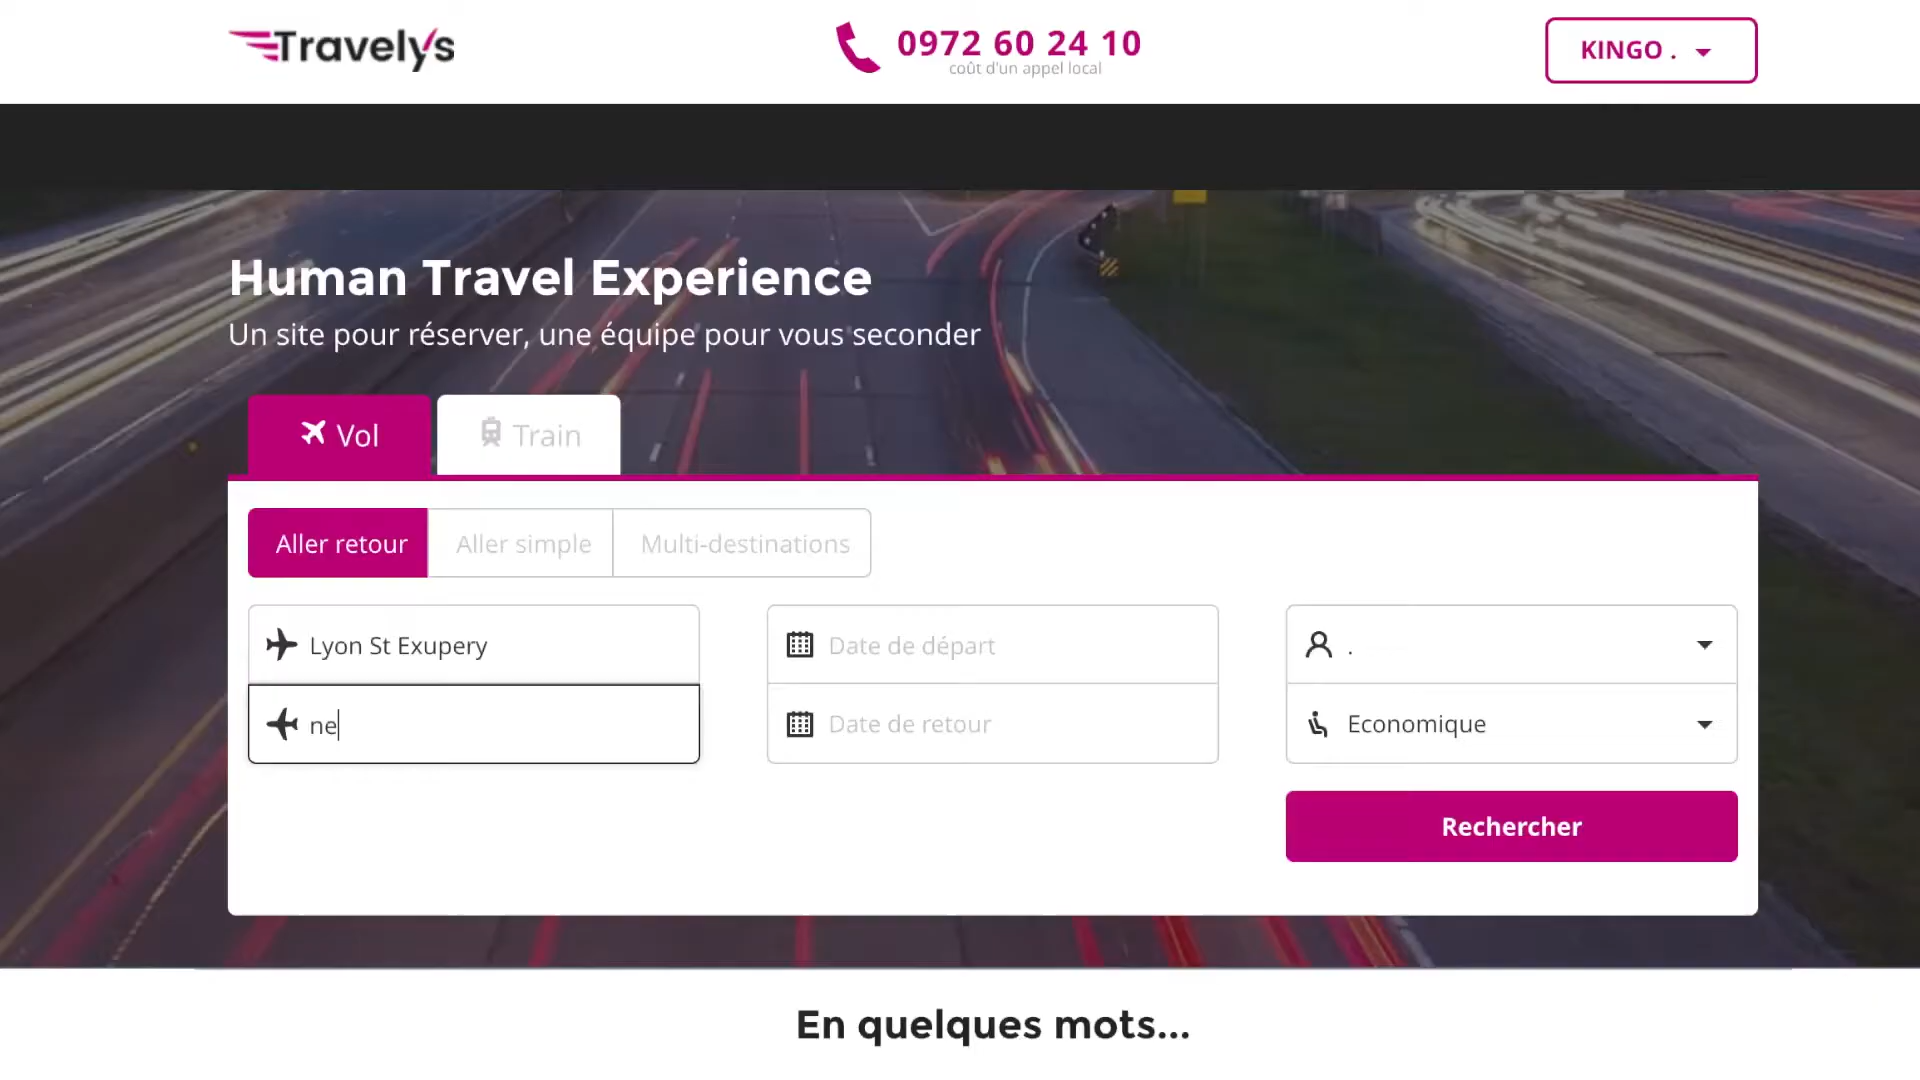 Travelys
0972 60 24 10
coût d'un appel local
KINGO .
Human Travel Experience
Un site pour réserver, une équipe pour vous seconder
Vol
Train
Aller retour
Aller simple
Multi-destinations
Lyon St Exupery
Date de départ
.
ne
Date de retour
Economique
Rechercher
En quelques mots...